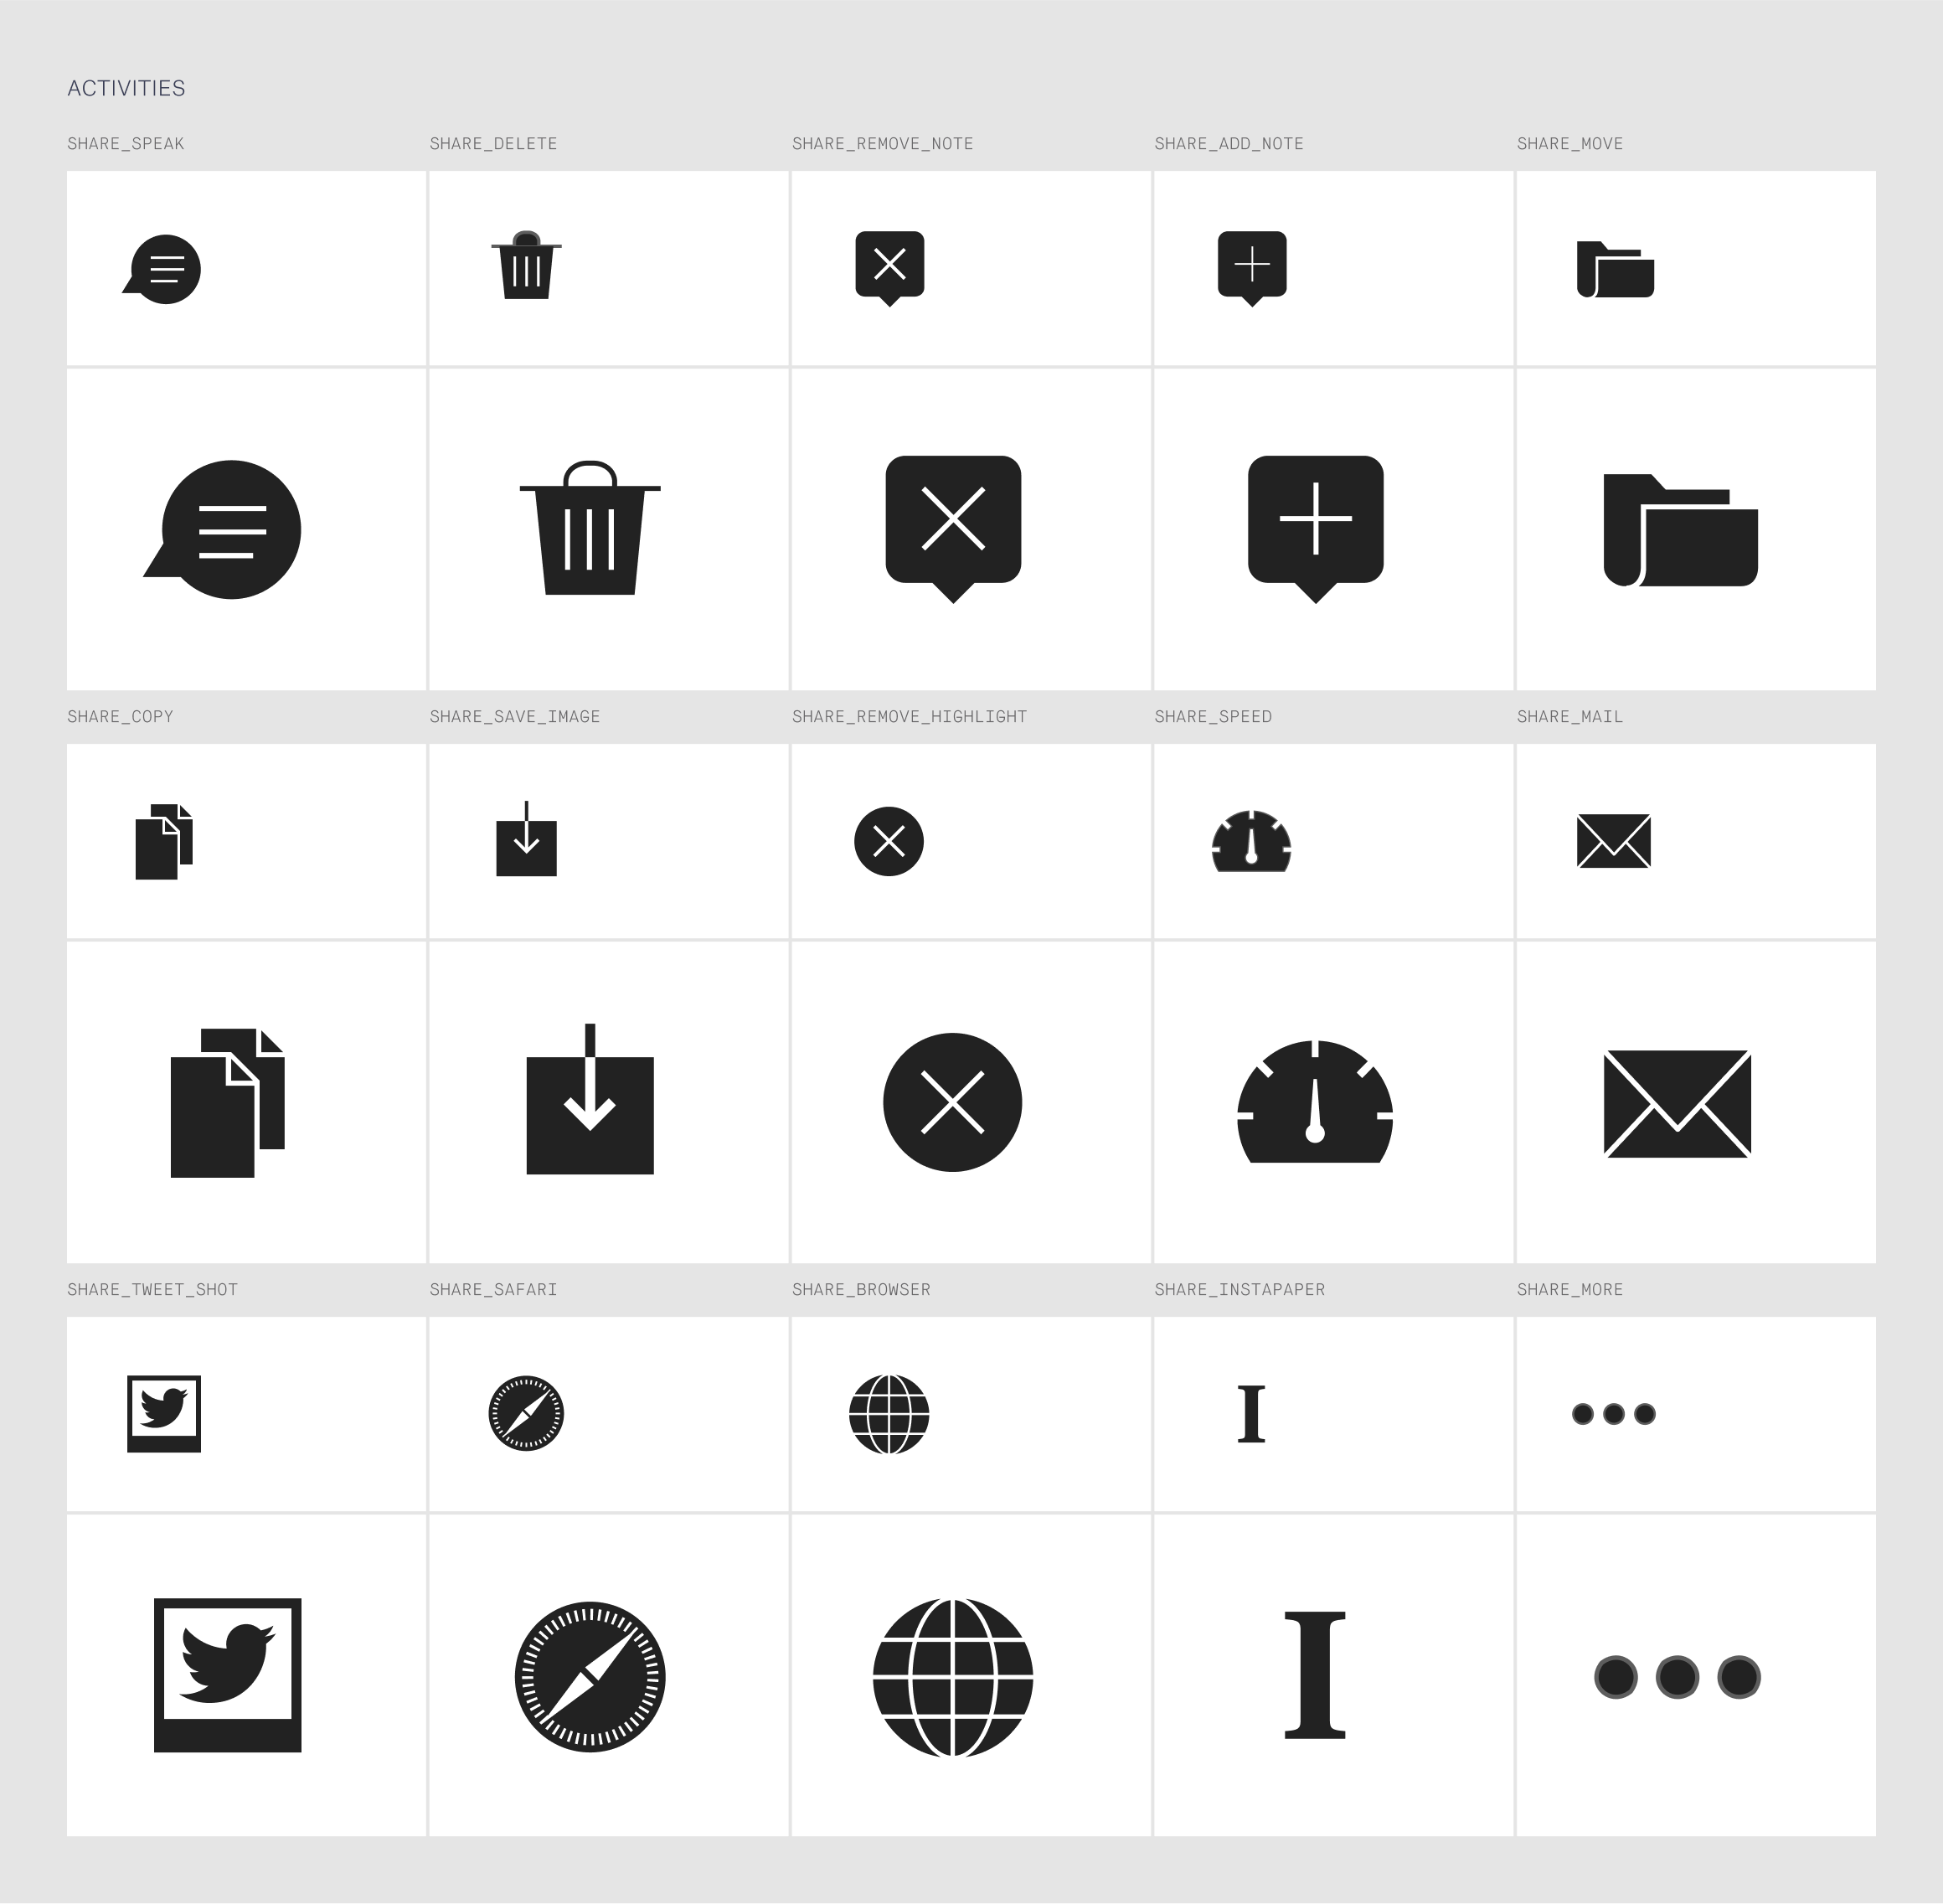 ACTIVITIES
SHARE_SPEAK SHARE_DELETE SHARE_REMOVE_NOTE SHARE_ADD_NOTE SHARE_MOVE
SHARE_COPY SHARE_SAVE_IMAGE SHARE_REMOVE_HIGHLIGHT SHARE_SPEED SHARE_MAIL
SHARE_TWEET_SHOT SHARE_SAFARI SHARE_BROWSER SHARE_INSTAPAPER SHARE_MORE
I
I